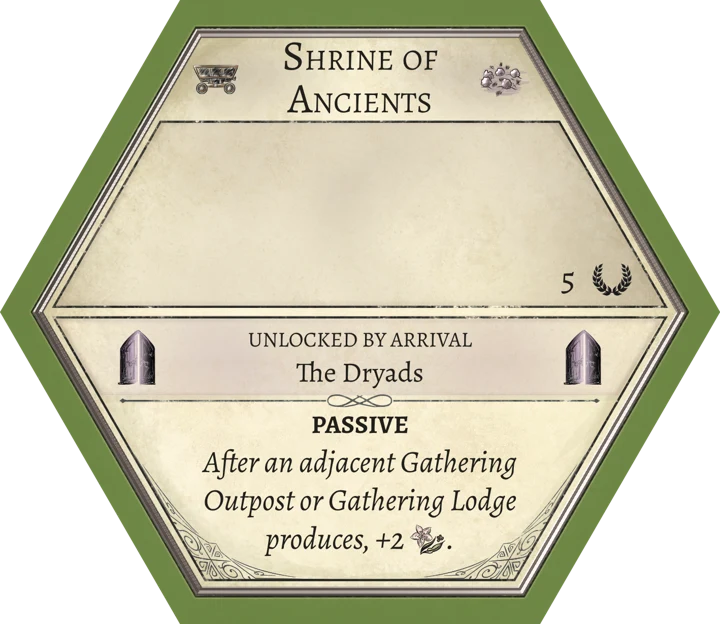 SHRINE OF
ANCIENTS
5
UNLOCKED BY ARRIVAL
The Dryads
PASSIVE
After an adjacent Gathering
Outpost or Gathering Lodge
produces, +2 .